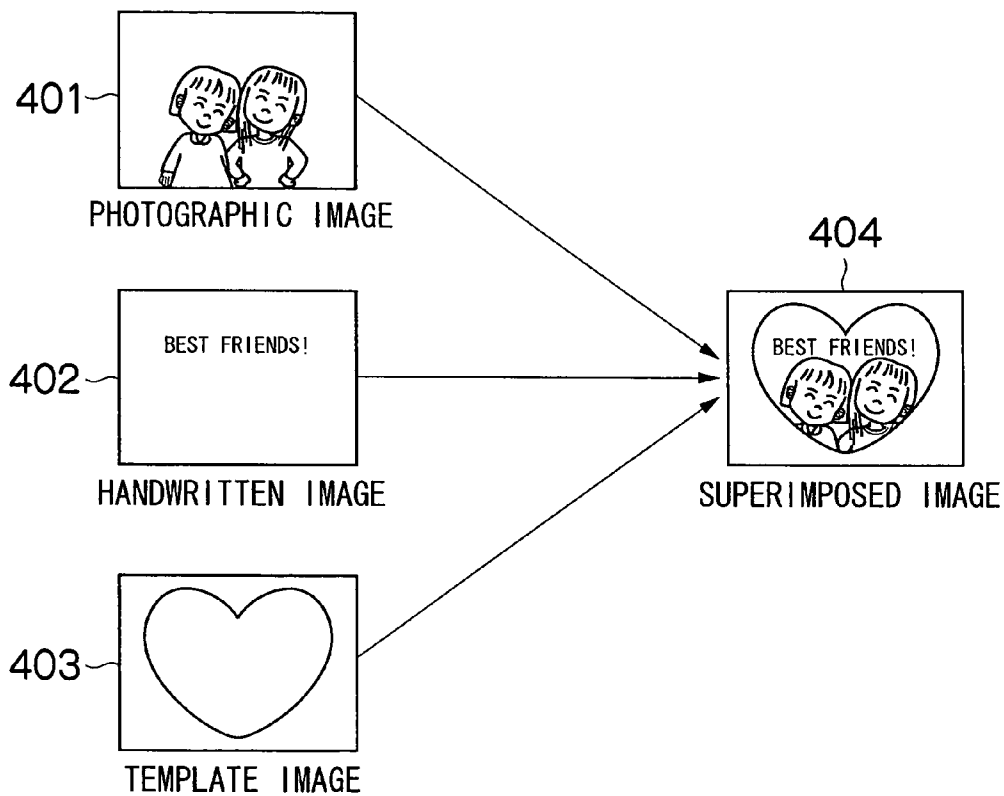 401
PHOTOGRAPHIC IMAGE
402
BEST FRIENDS!
HANDWRITTEN IMAGE
403
TEMPLATE IMAGE
404
BEST FRIENDS!
SUPERIMPOSED IMAGE